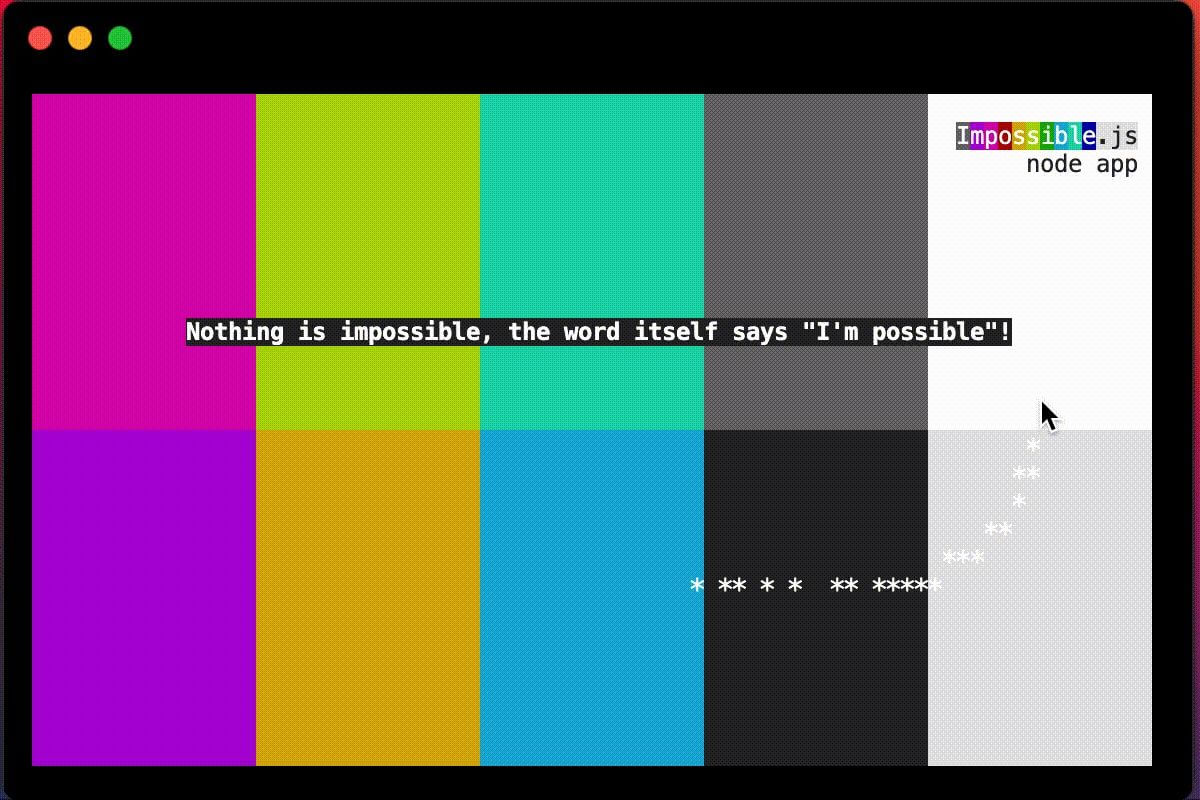 Impossible.js
node app
Nothing is impossible, the word itself says "I'm possible"!
*
**
*
**
***
* ** * *  ** *****